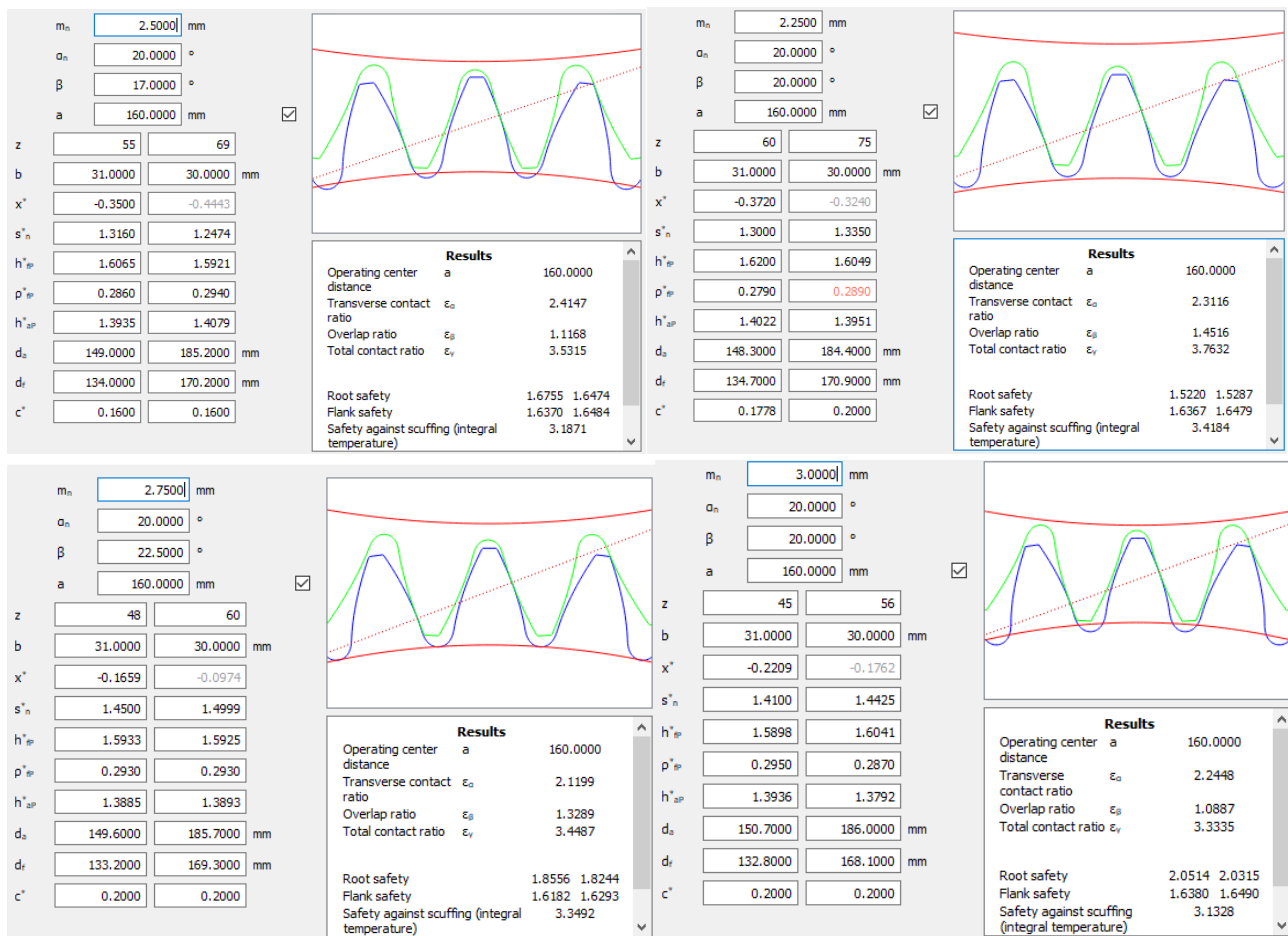 mn 2.5000 mm
αn 20.0000 °
β 17.0000 °
a 160.0000 mm
z 55 69
b 31.0000 30.0000 mm
x* -0.3500 -0.4443
s*n 1.3160 1.2474
h*fP 1.6065 1.5921
ρ*fP 0.2860 0.2940
h*aP 1.3935 1.4079
da 149.0000 185.2000 mm
df 134.0000 170.2000 mm
c* 0.1600 0.1600
Results
Operating center a 160.0000
distance
Transverse contact εα 2.4147
ratio
Overlap ratio εβ 1.1168
Total contact ratio εγ 3.5315
Root safety 1.6755 1.6474
Flank safety 1.6370 1.6484
Safety against scuffing (integral 3.1871
temperature)
mn 2.2500 mm
αn 20.0000 °
β 20.0000 °
a 160.0000 mm
z 60 75
b 31.0000 30.0000 mm
x* -0.3720 -0.3240
s*n 1.3000 1.3350
h*fP 1.6200 1.6049
ρ*fP 0.2790 0.2890
h*aP 1.4022 1.3951
da 148.3000 184.4000 mm
df 134.7000 170.9000 mm
c* 0.1778 0.2000
Results
Operating center a 160.0000
distance
Transverse contact εα 2.3116
ratio
Overlap ratio εβ 1.4516
Total contact ratio εγ 3.7632
Root safety 1.5220 1.5287
Flank safety 1.6367 1.6479
Safety against scuffing (integral 3.4184
temperature)
mn 2.7500 mm
αn 20.0000 °
β 22.5000 °
a 160.0000 mm
z 48 60
b 31.0000 30.0000 mm
x* -0.1659 -0.0974
s*n 1.4500 1.4999
h*fP 1.5933 1.5925
ρ*fP 0.2930 0.2930
h*aP 1.3885 1.3893
da 149.6000 185.7000 mm
df 133.2000 169.3000 mm
c* 0.2000 0.2000
Results
Operating center a 160.0000
distance
Transverse contact εα 2.1199
ratio
Overlap ratio εβ 1.3289
Total contact ratio εγ 3.4487
Root safety 1.8556 1.8244
Flank safety 1.6182 1.6293
Safety against scuffing (integral 3.3492
temperature)
mn 3.0000 mm
αn 20.0000 °
β 20.0000 °
a 160.0000 mm
z 45 56
b 31.0000 30.0000 mm
x* -0.2209 -0.1762
s*n 1.4100 1.4425
h*fP 1.5898 1.6041
ρ*fP 0.2950 0.2870
h*aP 1.3936 1.3792
da 150.7000 186.0000 mm
df 132.8000 168.1000 mm
c* 0.2000 0.2000
Results
Operating center a 160.0000
distance
Transverse εα 2.2448
contact ratio
Overlap ratio εβ 1.0887
Total contact ratio εγ 3.3335
Root safety 2.0514 2.0315
Flank safety 1.6380 1.6490
Safety against scuffing 3.1328
(integral temperature)